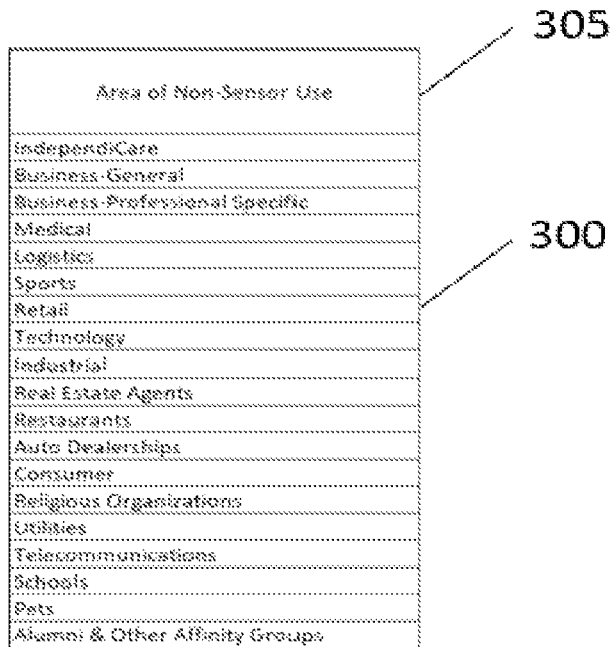 305
Area of Non-Sensor Use
IndependiCare
Business-General
Business-Professional Specific
Medical
300
Logistics
Sports
Retail
Technology
Industrial
Real Estate Agents
Restaurants
Auto Dealerships
Consumer
Religious Organizations
Utilities
Telecommunications
Schools
Pets
Alumni & Other Affinity Groups